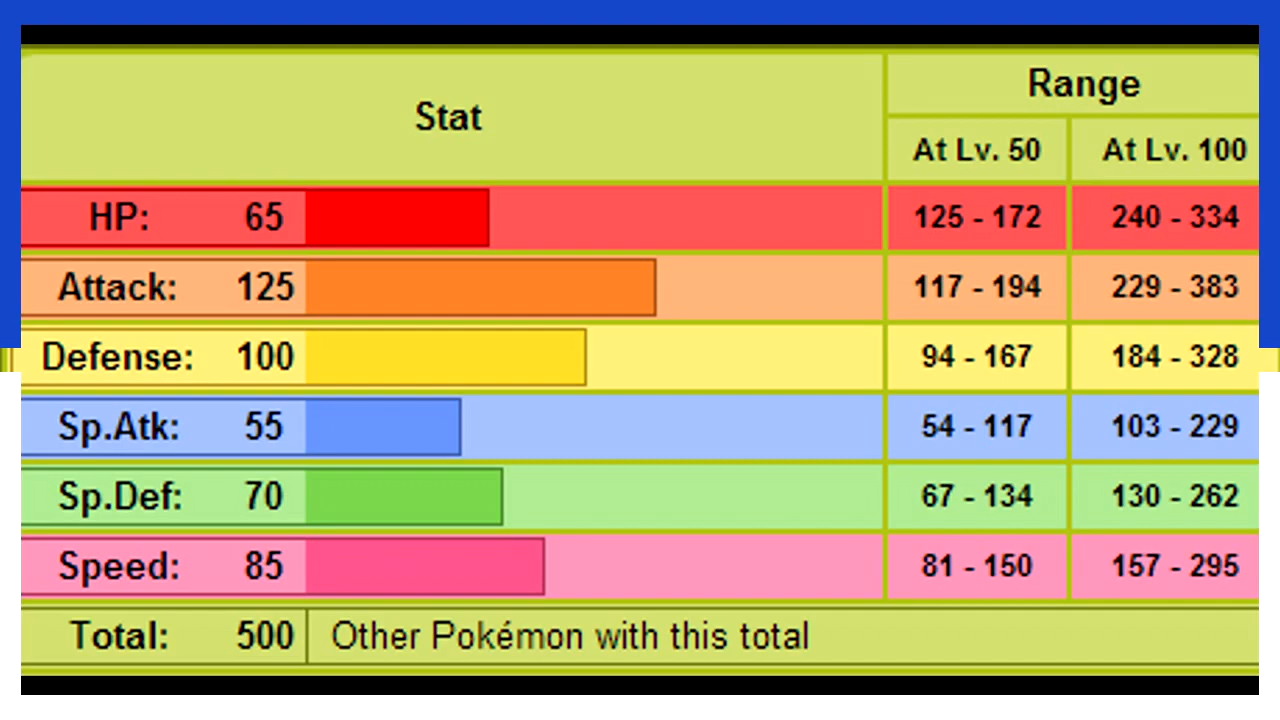 Stat
Range
At Lv. 50 At Lv. 100
HP: 65 125 - 172 240 - 334
Attack: 125 117 - 194 229 - 383
Defense: 100 94 - 167 184 - 328
Sp.Atk: 55 54 - 117 103 - 229
Sp.Def: 70 67 - 134 130 - 262
Speed: 85 81 - 150 157 - 295
Total: 500 Other Pokémon with this total